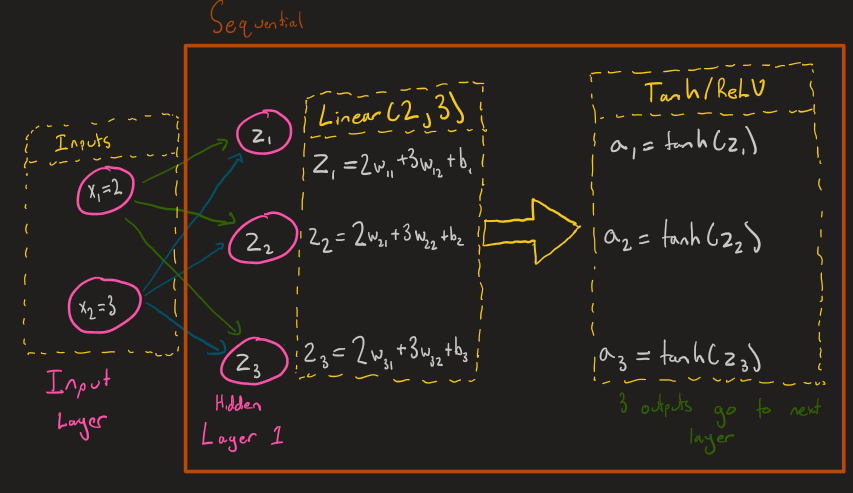 Sequential
Inputs
x₁=2
x₂=3
Input
Layer
z₁
z₂
z₃
Hidden
Layer 1
Linear(2,3)
z₁ = 2w₁₁+3w₁₂+b₁
z₂ = 2w₂₁+3w₂₂+b₂
z₃ = 2w₃₁+3w₃₂+b₃
Tanh/ReLU
a₁ = tanh(z₁)
a₂ = tanh(z₂)
a₃ = tanh(z₃)
3 outputs go to next
layer